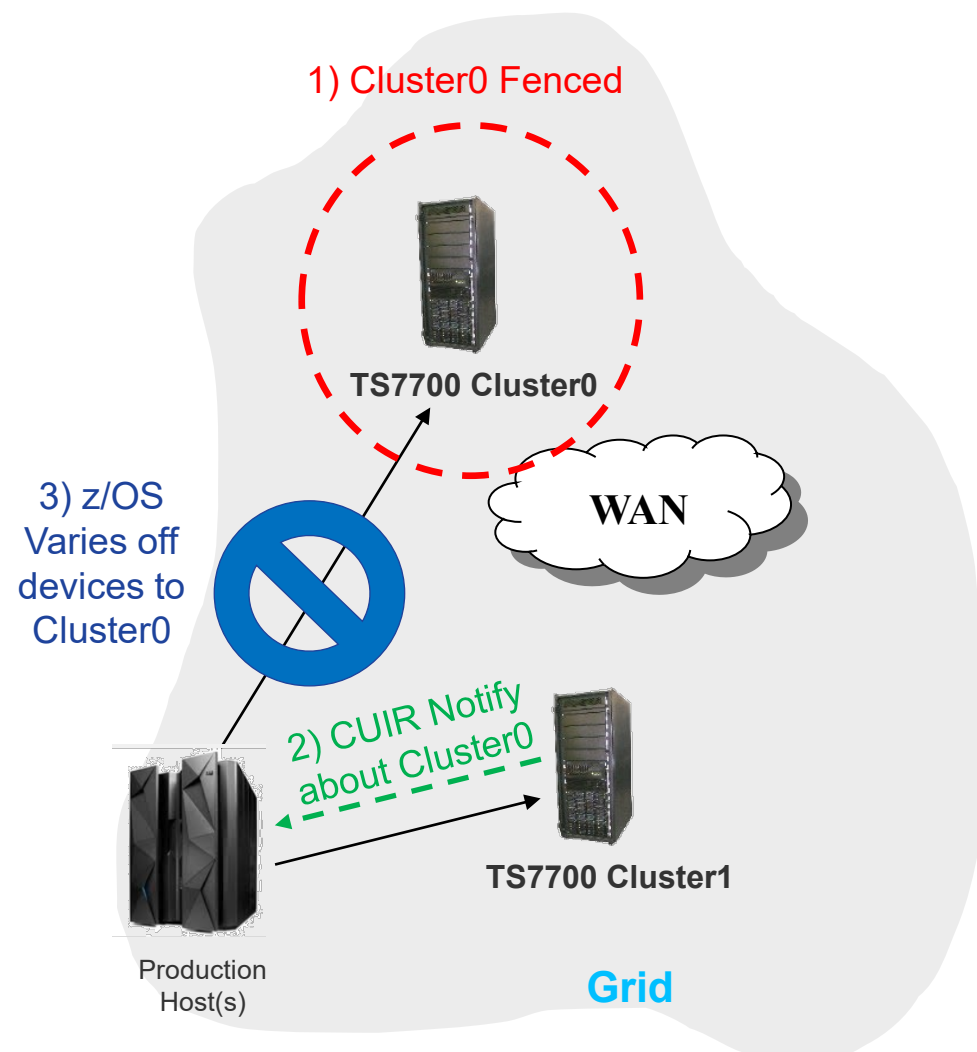 1) Cluster0 Fenced
TS7700 Cluster0
WAN
3) z/OS
Varies off
devices to
Cluster0
2) CUIR Notify
about Cluster0
TS7700 Cluster1
Production
Host(s)
Grid